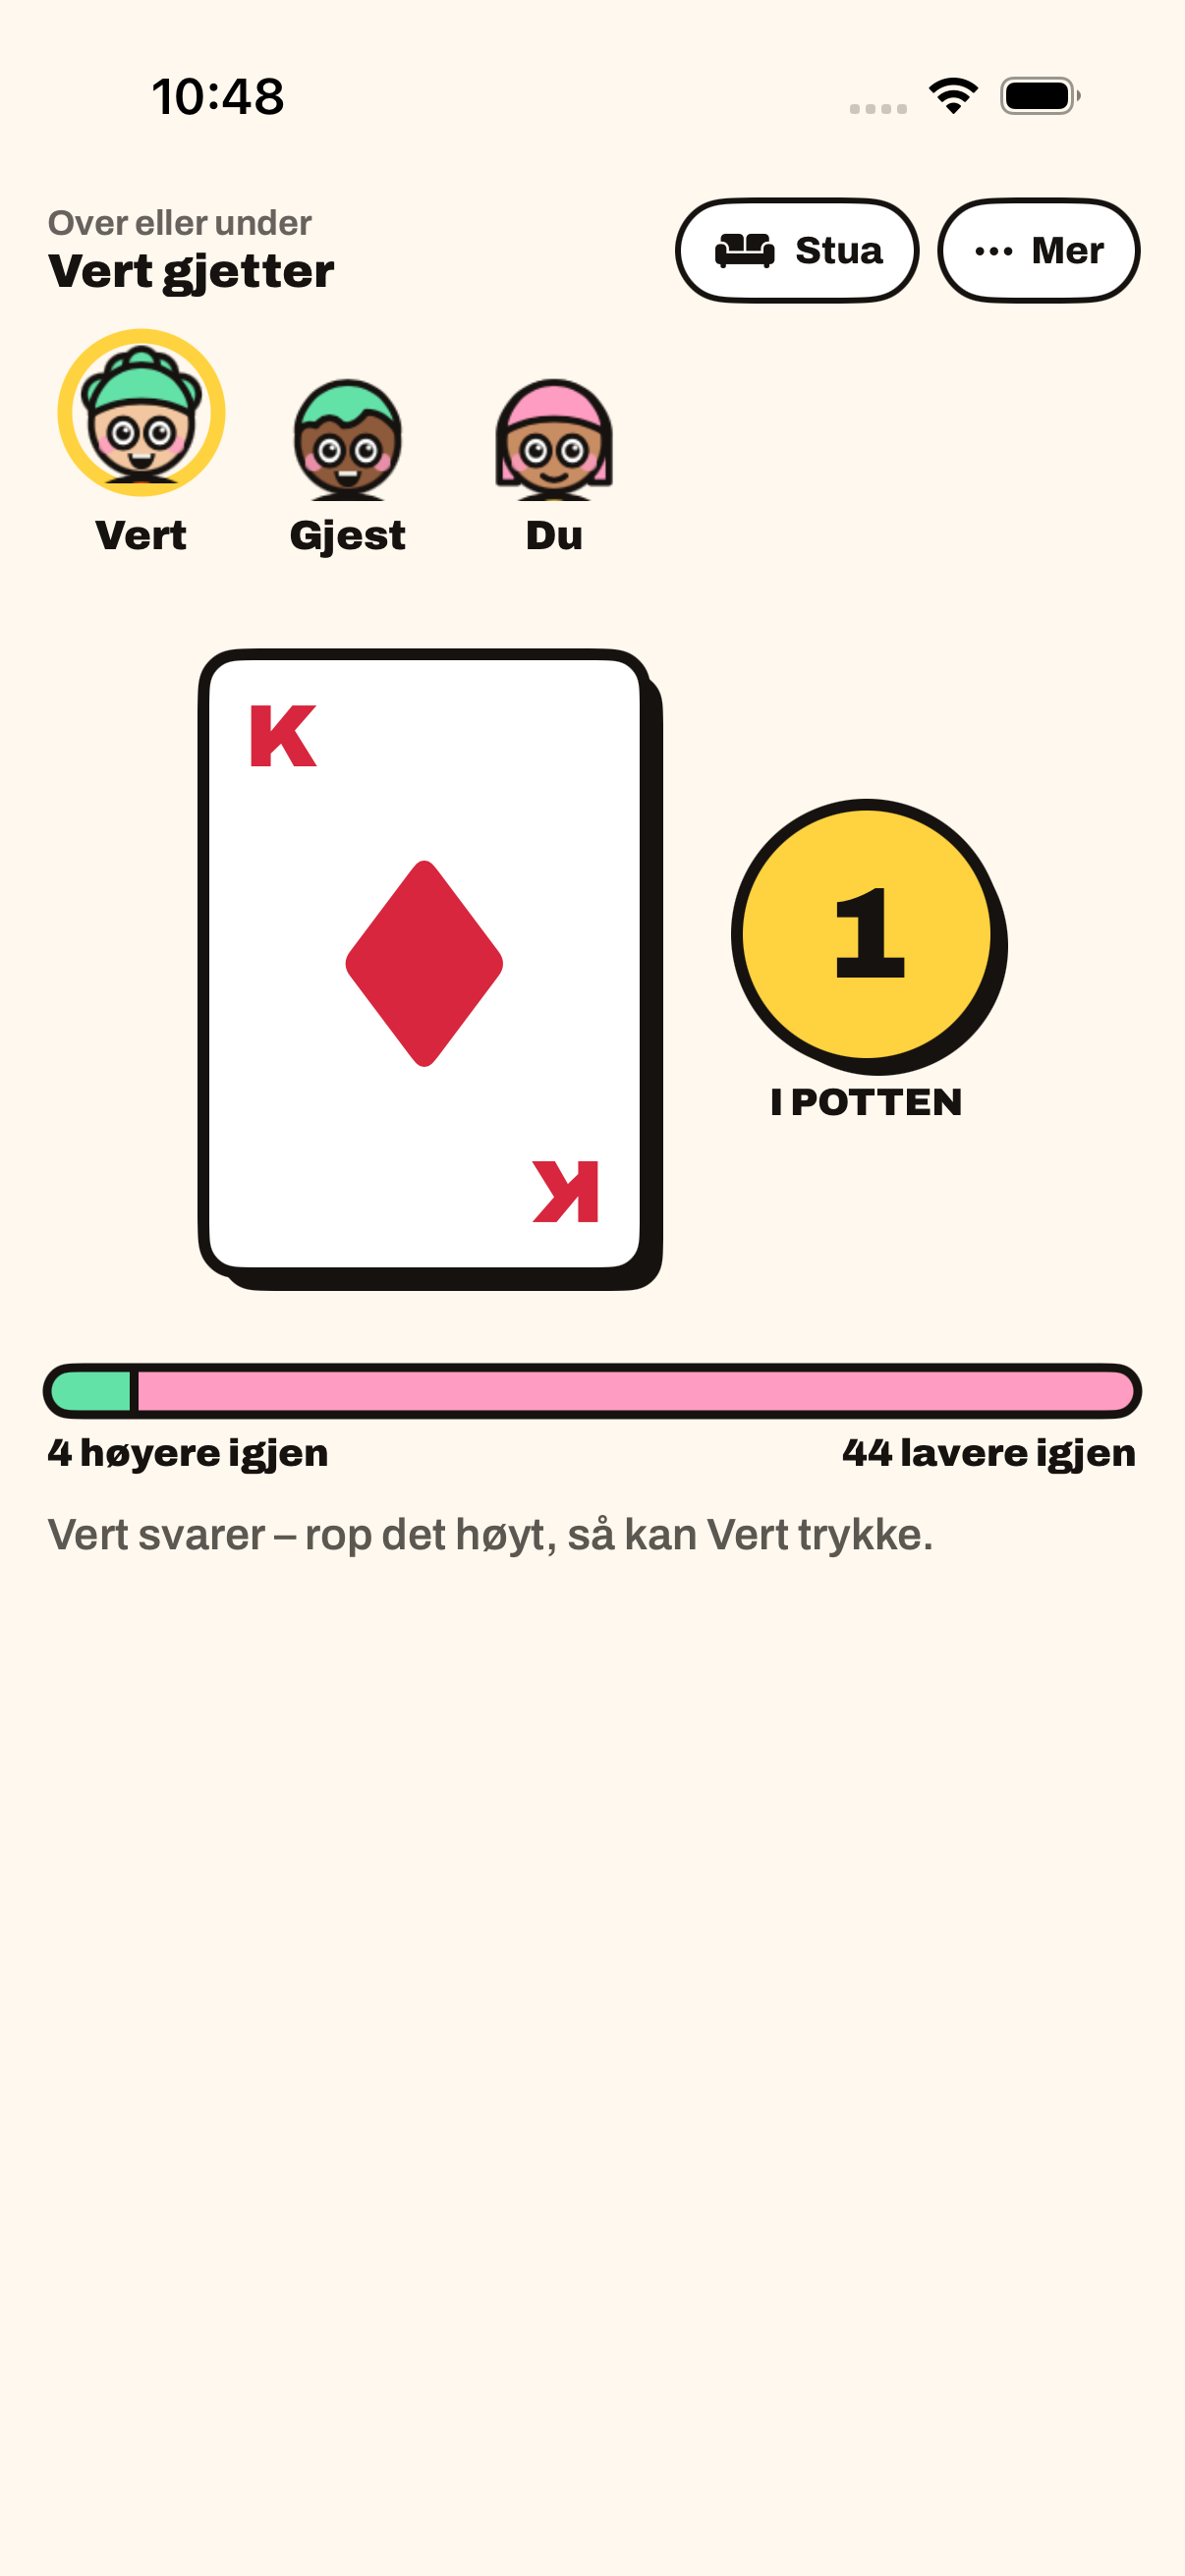 10:48
Over eller under
Vert gjetter
Stua
Mer
Vert
Gjest
Du
K
1
I POTTEN
K
4 høyere igjen
44 lavere igjen
Vert svarer – rop det høyt, så kan Vert trykke.